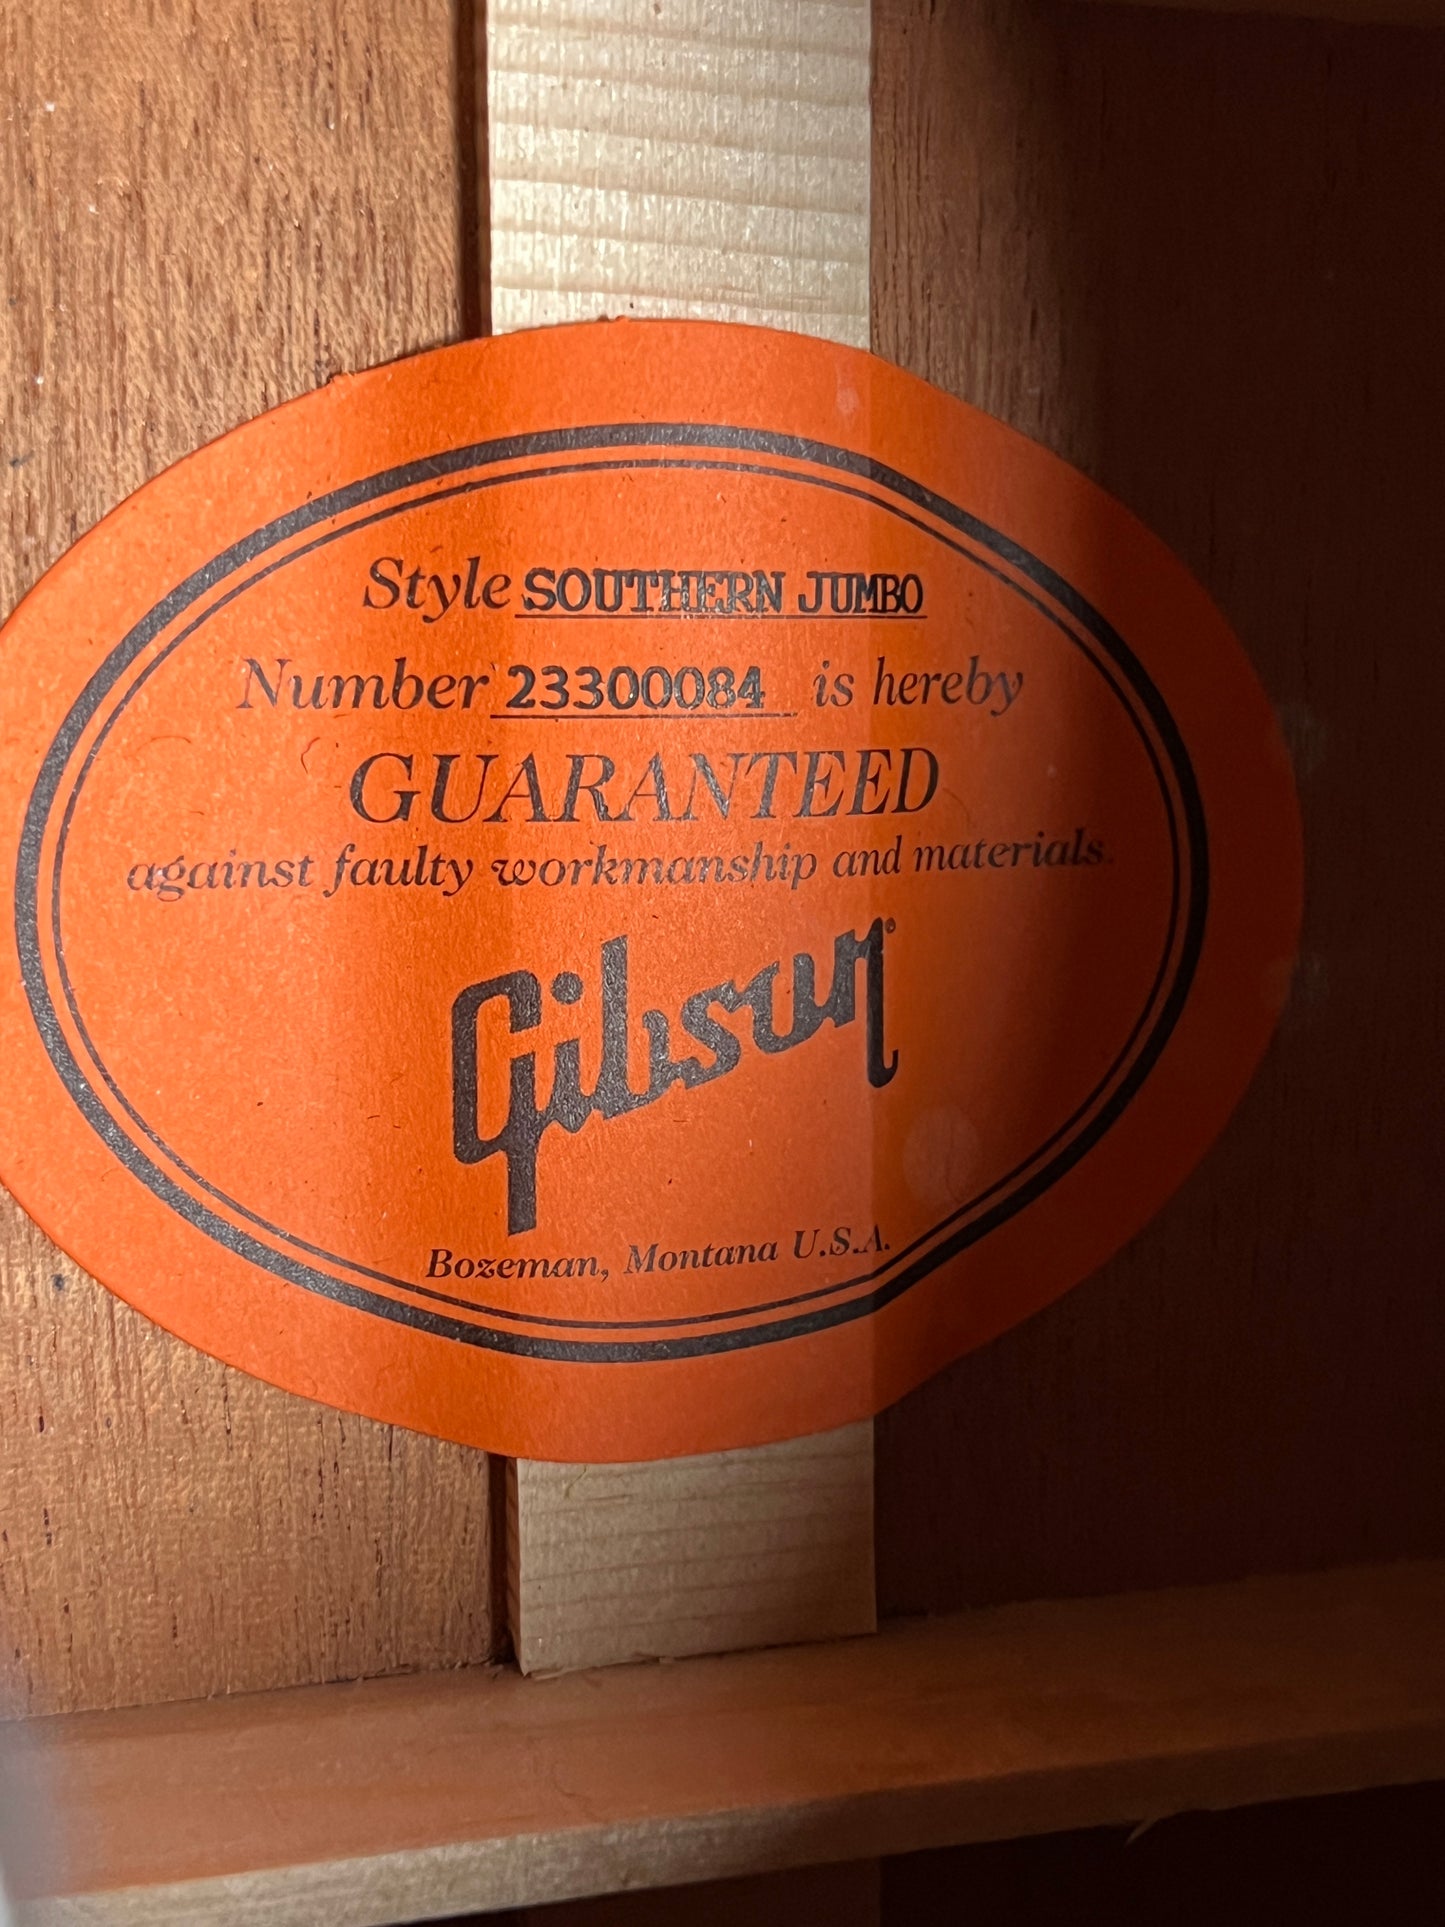 Style SOUTHERN JUMBO
Number 23300084 is hereby
GUARANTEED
against faulty workmanship and materials.
Gibson®
Bozeman, Montana U.S.A.